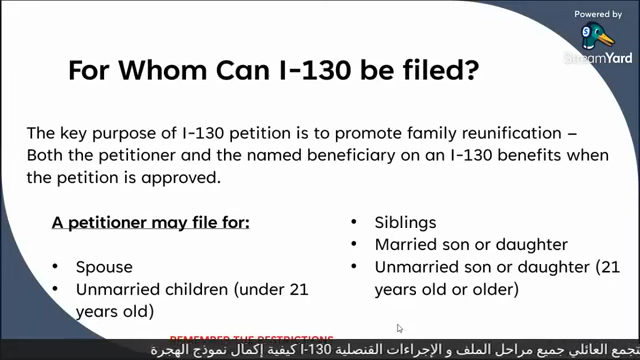 Powered by
StreamYard
For Whom Can I-130 be filed?
The key purpose of I-130 petition is to promote family reunification –
Both the petitioner and the named beneficiary on an I-130 benefits when
the petition is approved.
A petitioner may file for:
• Spouse
• Unmarried children (under 21
years old)
• Siblings
• Married son or daughter
• Unmarried son or daughter (21
years old or older)
REMEMBER THE RESTRICTIONS
تجمع العائلي جميع مراحل الملف و الإجراءات القنصلية I-130 كيفية إكمال نموذج الهجرة